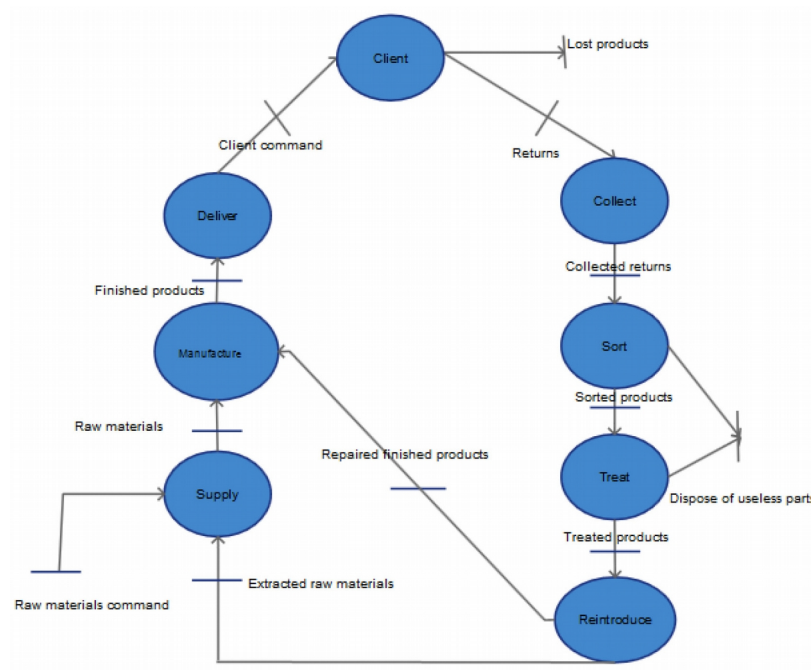 Client
Lost products
Client command
Returns
Deliver
Collect
Finished products
Collected returns
Manufacture
Sort
Raw materials
Sorted products
Repaired finished products
Supply
Treat
Dispose of useless parts
Treated products
Extracted raw materials
Raw materials command
Reintroduce